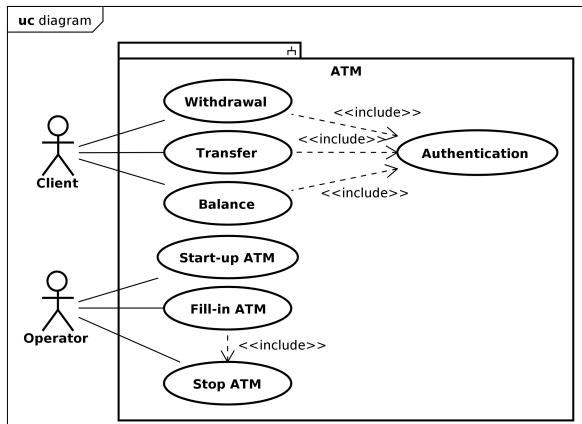 uc diagram
ATM
Withdrawal
<<include>>
Transfer
<<include>>
Authentication
Client
Balance
<<include>>
Start-up ATM
Fill-in ATM
Operator
<<include>>
Stop ATM